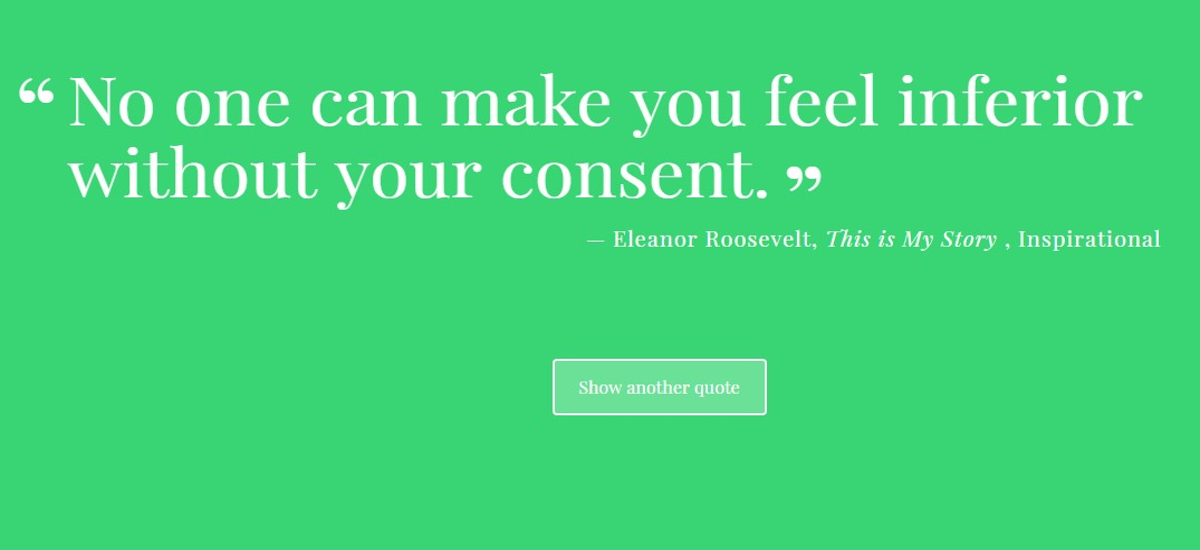 “ No one can make you feel inferior
without your consent. ”
— Eleanor Roosevelt, This is My Story , Inspirational
Show another quote